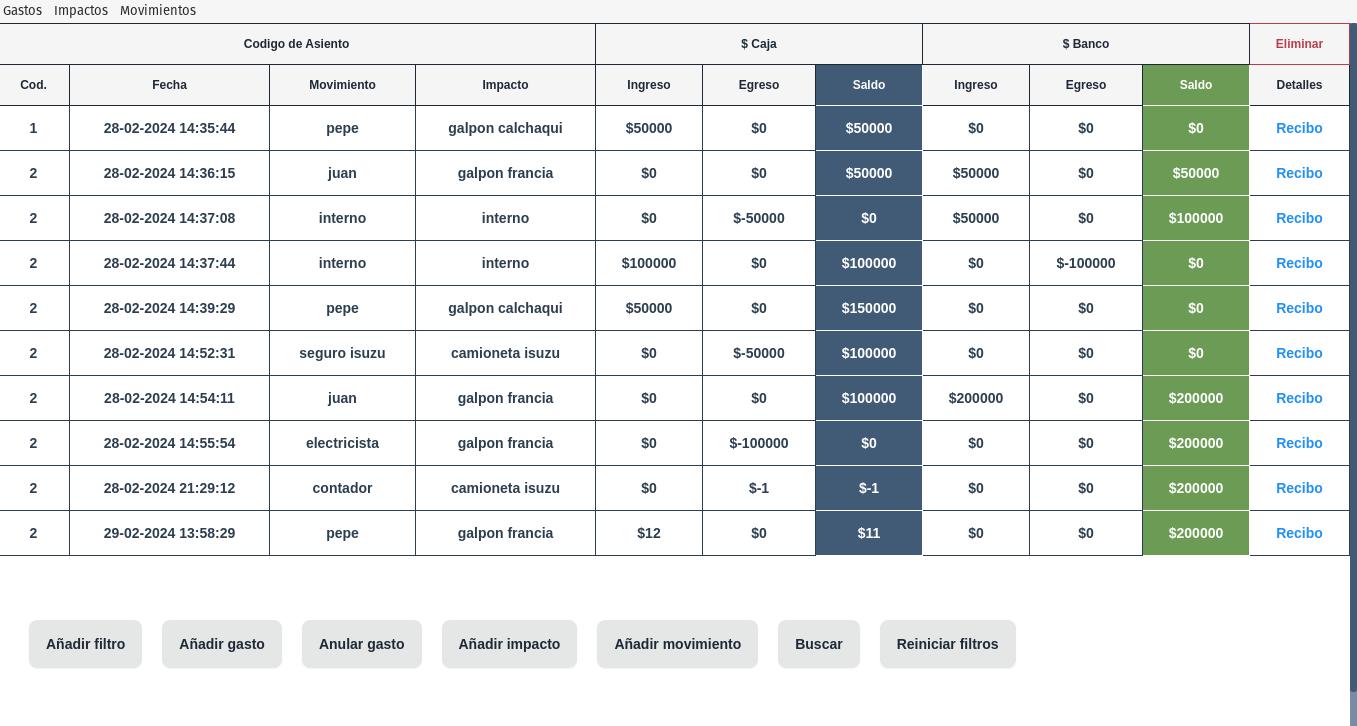 Gastos Impactos Movimientos
Codigo de Asiento $ Caja $ Banco Eliminar
Cod. Fecha Movimiento Impacto Ingreso Egreso Saldo Ingreso Egreso Saldo Detalles
1 28-02-2024 14:35:44 pepe galpon calchaqui $50000 $0 $50000 $0 $0 $0 Recibo
2 28-02-2024 14:36:15 juan galpon francia $0 $0 $50000 $50000 $0 $50000 Recibo
2 28-02-2024 14:37:08 interno interno $0 $-50000 $0 $50000 $0 $100000 Recibo
2 28-02-2024 14:37:44 interno interno $100000 $0 $100000 $0 $-100000 $0 Recibo
2 28-02-2024 14:39:29 pepe galpon calchaqui $50000 $0 $150000 $0 $0 $0 Recibo
2 28-02-2024 14:52:31 seguro isuzu camioneta isuzu $0 $-50000 $100000 $0 $0 $0 Recibo
2 28-02-2024 14:54:11 juan galpon francia $0 $0 $100000 $200000 $0 $200000 Recibo
2 28-02-2024 14:55:54 electricista galpon francia $0 $-100000 $0 $0 $0 $200000 Recibo
2 28-02-2024 21:29:12 contador camioneta isuzu $0 $-1 $-1 $0 $0 $200000 Recibo
2 29-02-2024 13:58:29 pepe galpon francia $12 $0 $11 $0 $0 $200000 Recibo
Añadir filtro Añadir gasto Anular gasto Añadir impacto Añadir movimiento Buscar Reiniciar filtros